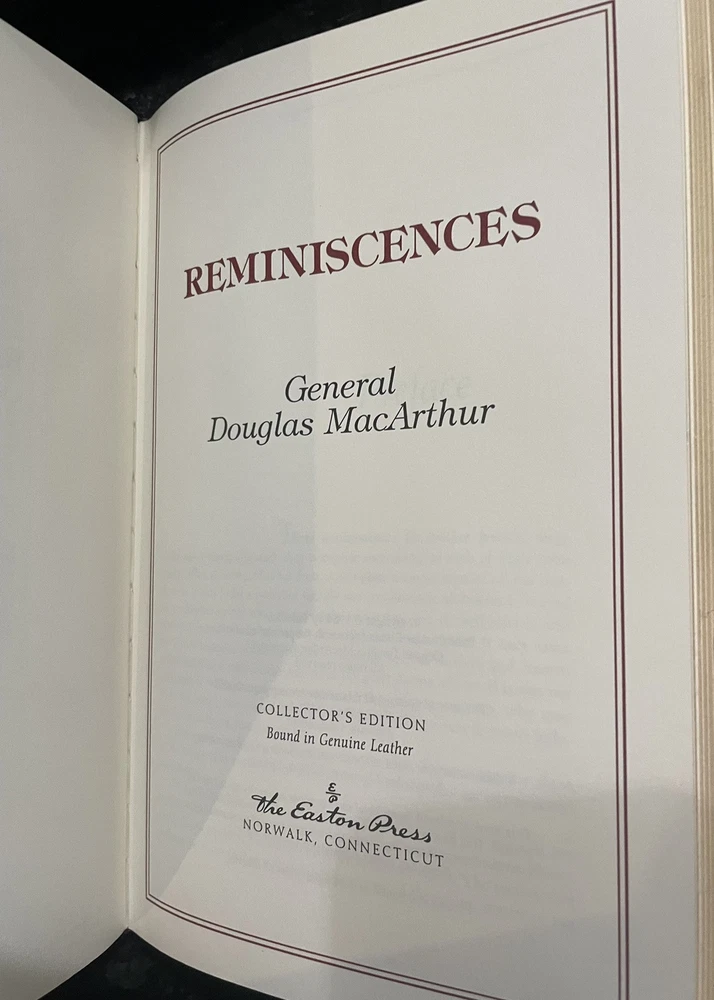 REMINISCENCES
General
Douglas MacArthur
COLLECTOR'S EDITION
Bound in Genuine Leather
E
P
The Easton Press
NORWALK, CONNECTICUT